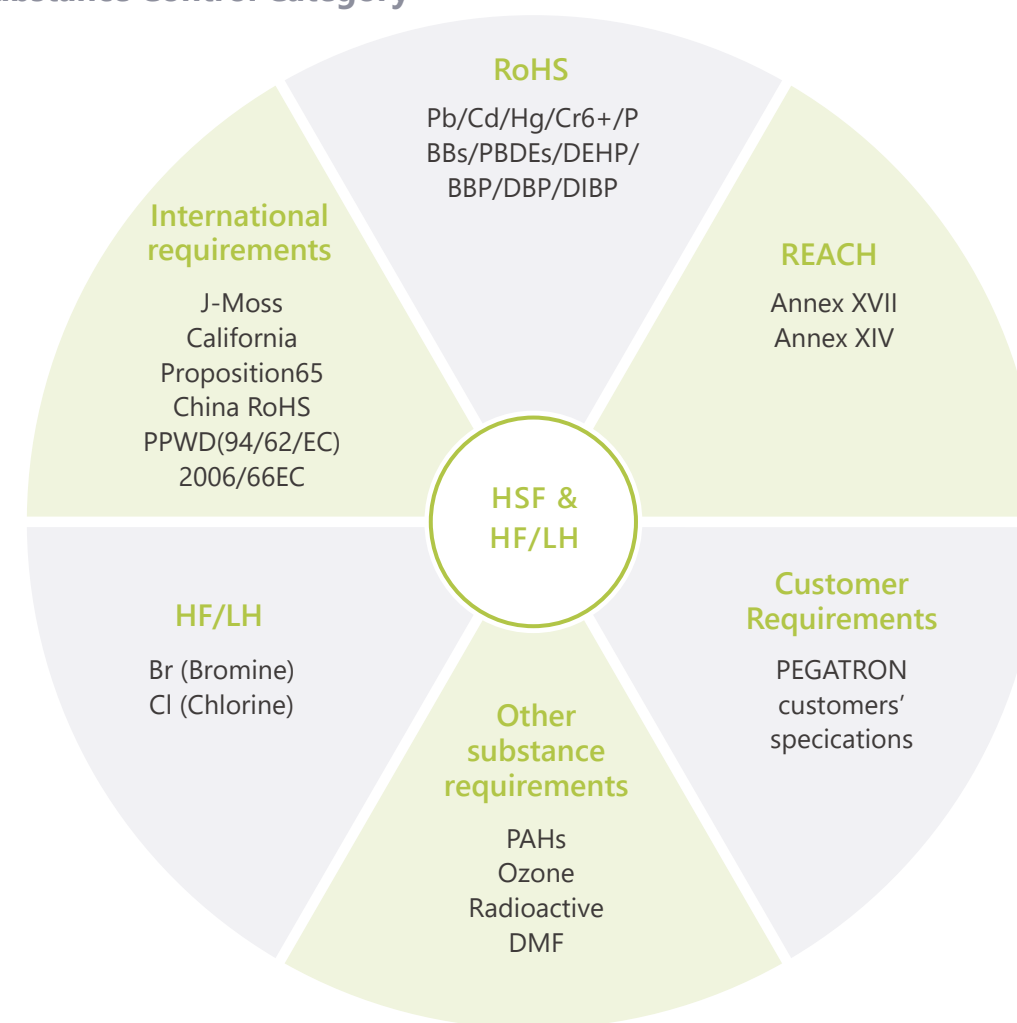 Control Category
RoHS
Pb/Cd/Hg/Cr6+/P
BBs/PBDEs/DEHP/
BBP/DBP/DIBP
International
requirements
J-Moss
California
Proposition65
China RoHS
PPWD(94/62/EC)
2006/66EC
REACH
Annex XVII
Annex XIV
HSF &
HF/LH
HF/LH
Br (Bromine)
Cl (Chlorine)
Other
substance
requirements
PAHs
Ozone
Radioactive
DMF
Customer
Requirements
PEGATRON
customers’
specications